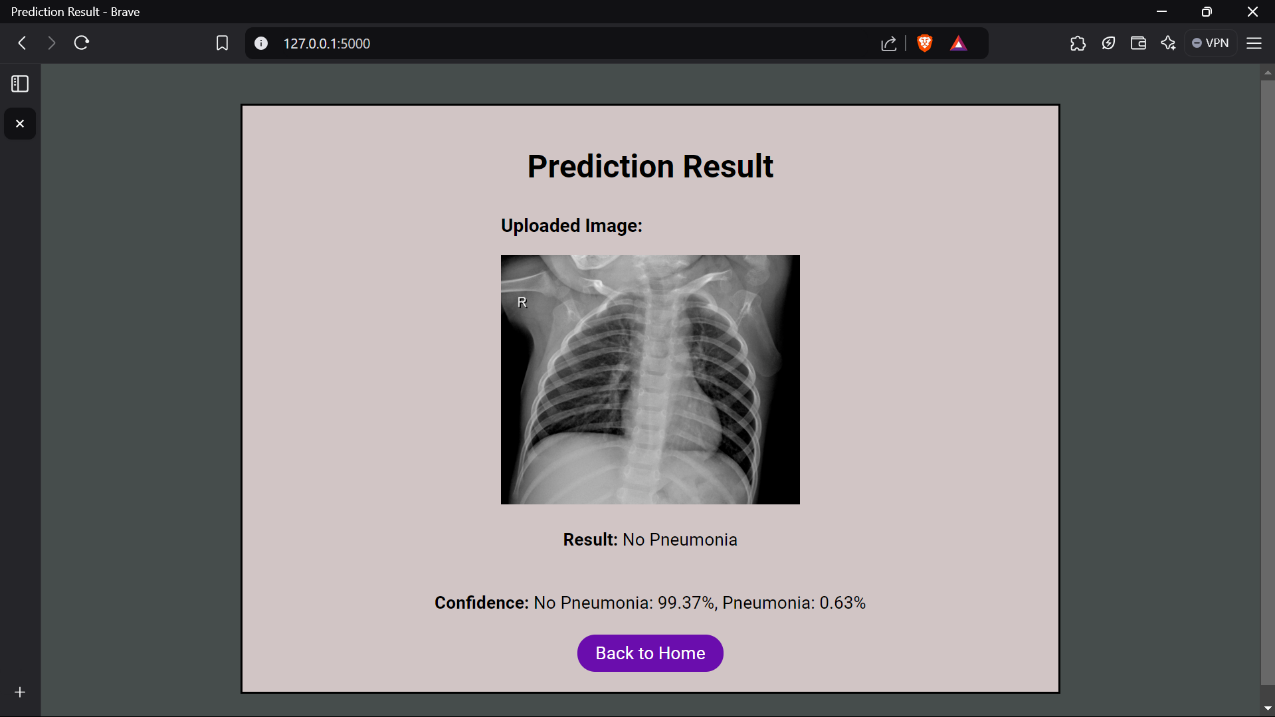 Prediction Result - Brave
127.0.0.1:5000
VPN
Prediction Result
Uploaded Image:
R
Result: No Pneumonia
Confidence: No Pneumonia: 99.37%, Pneumonia: 0.63%
Back to Home